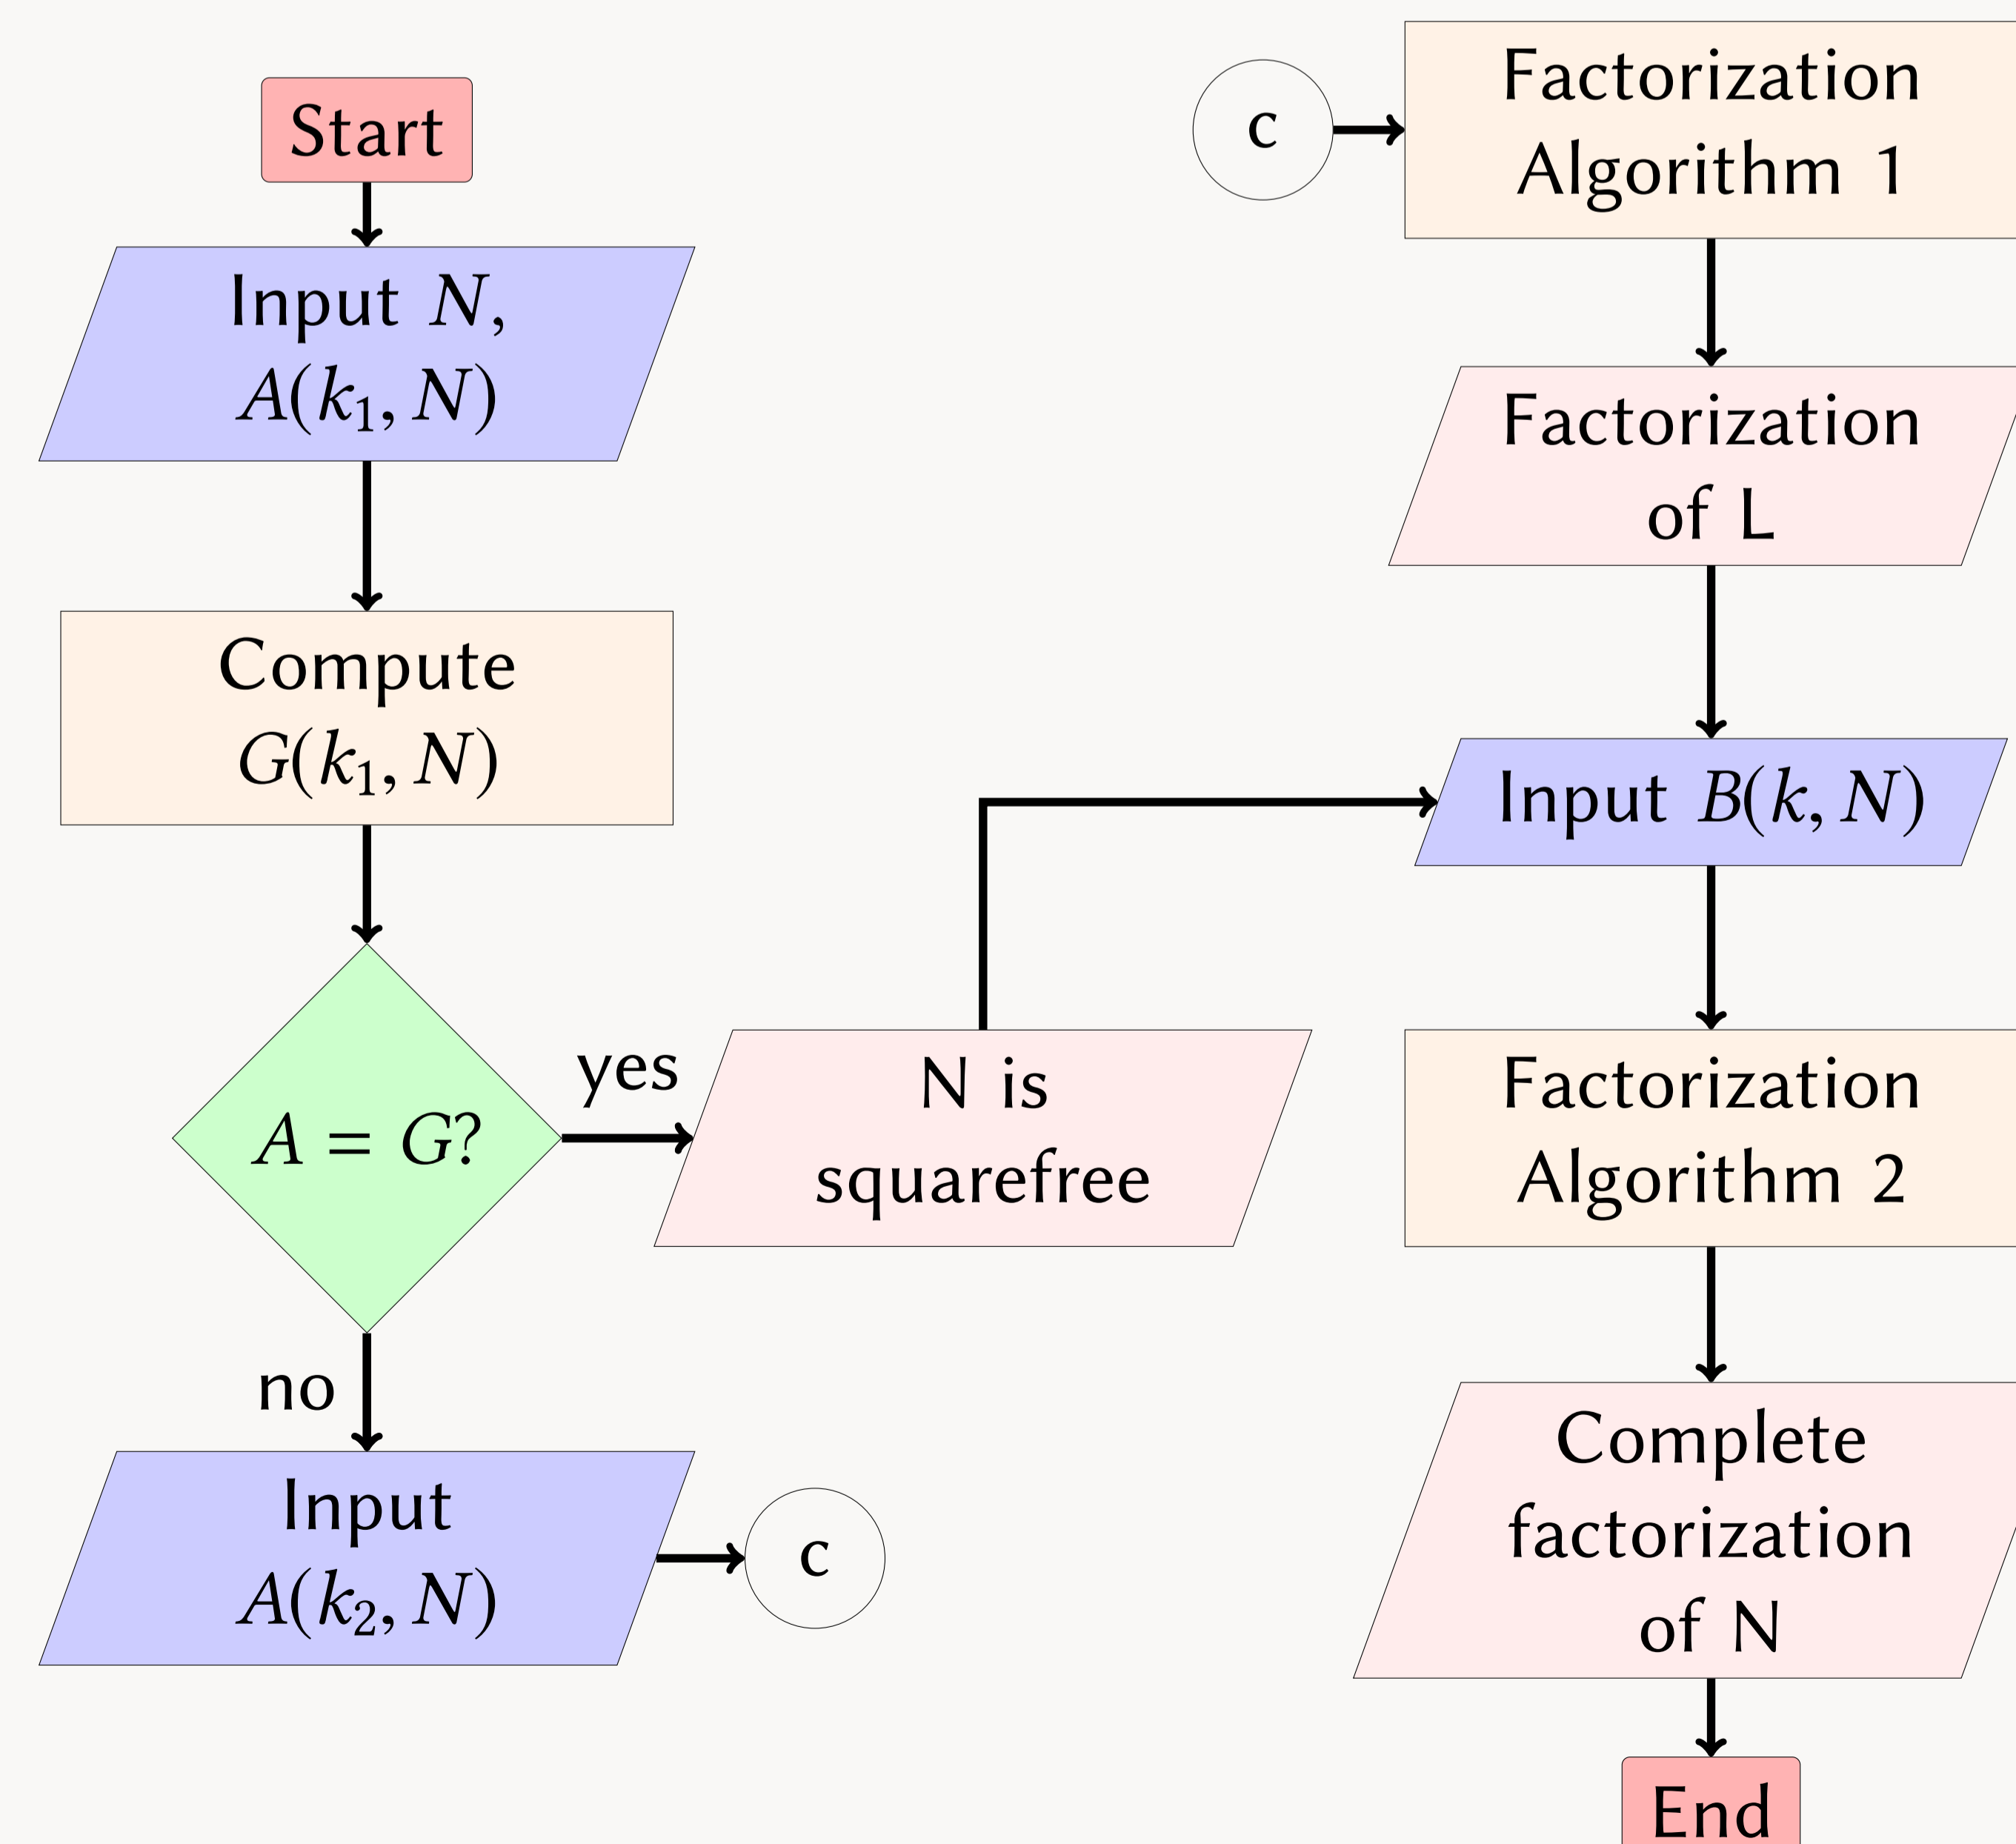 Start
Input N,
A(k₁, N)
Compute
G(k₁, N)
A = G?
yes
no
N is
squarefree
Input
A(k₂, N)
c
c
Factorization
Algorithm 1
Factorization
of L
Input B(k, N)
Factorization
Algorithm 2
Complete
factorization
of N
End